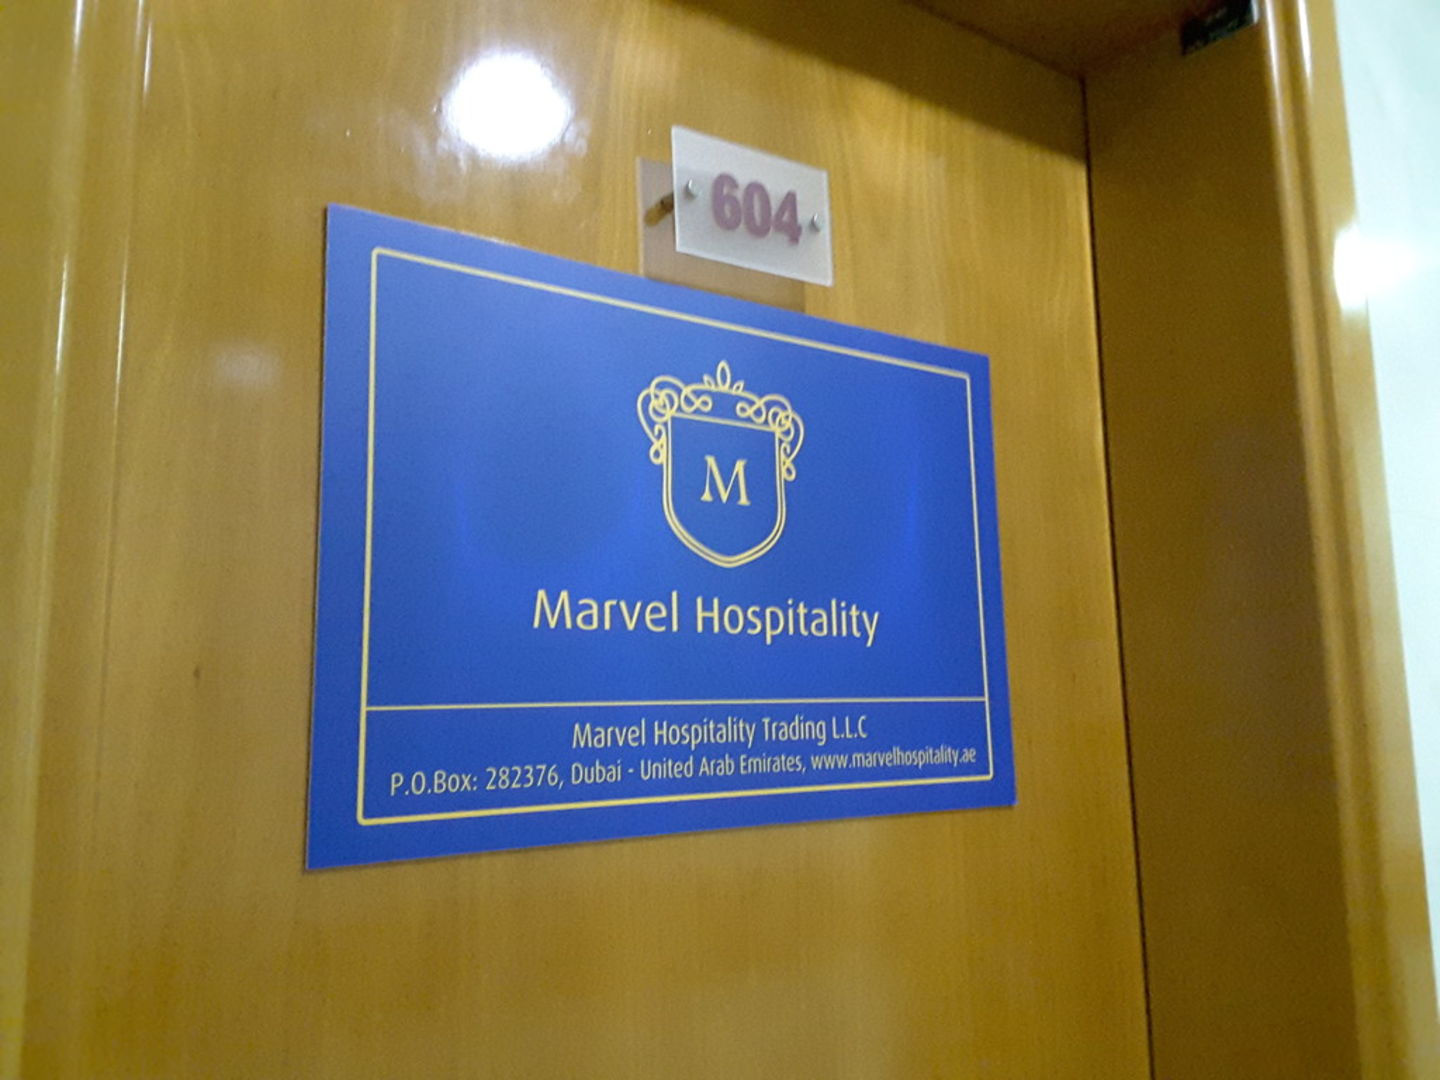 604
M
Marvel Hospitality
Marvel Hospitality Trading L.L.C
P.O.Box: 282376, Dubai - United Arab Emirates, www.marvelhospitality.ae